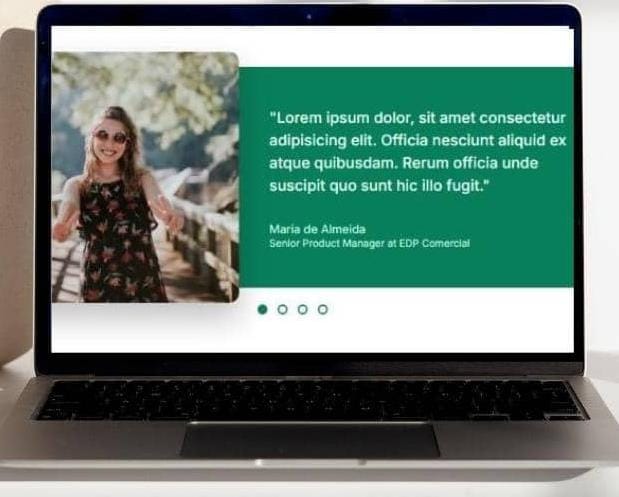 "Lorem ipsum dolor, sit amet consectetur
adipisicing elit. Officia nesciunt aliquid ex
atque quibusdam. Rerum officia unde
suscipit quo sunt hic illo fugit."
Maria de Almeida
Senior Product Manager at EDP Comercial